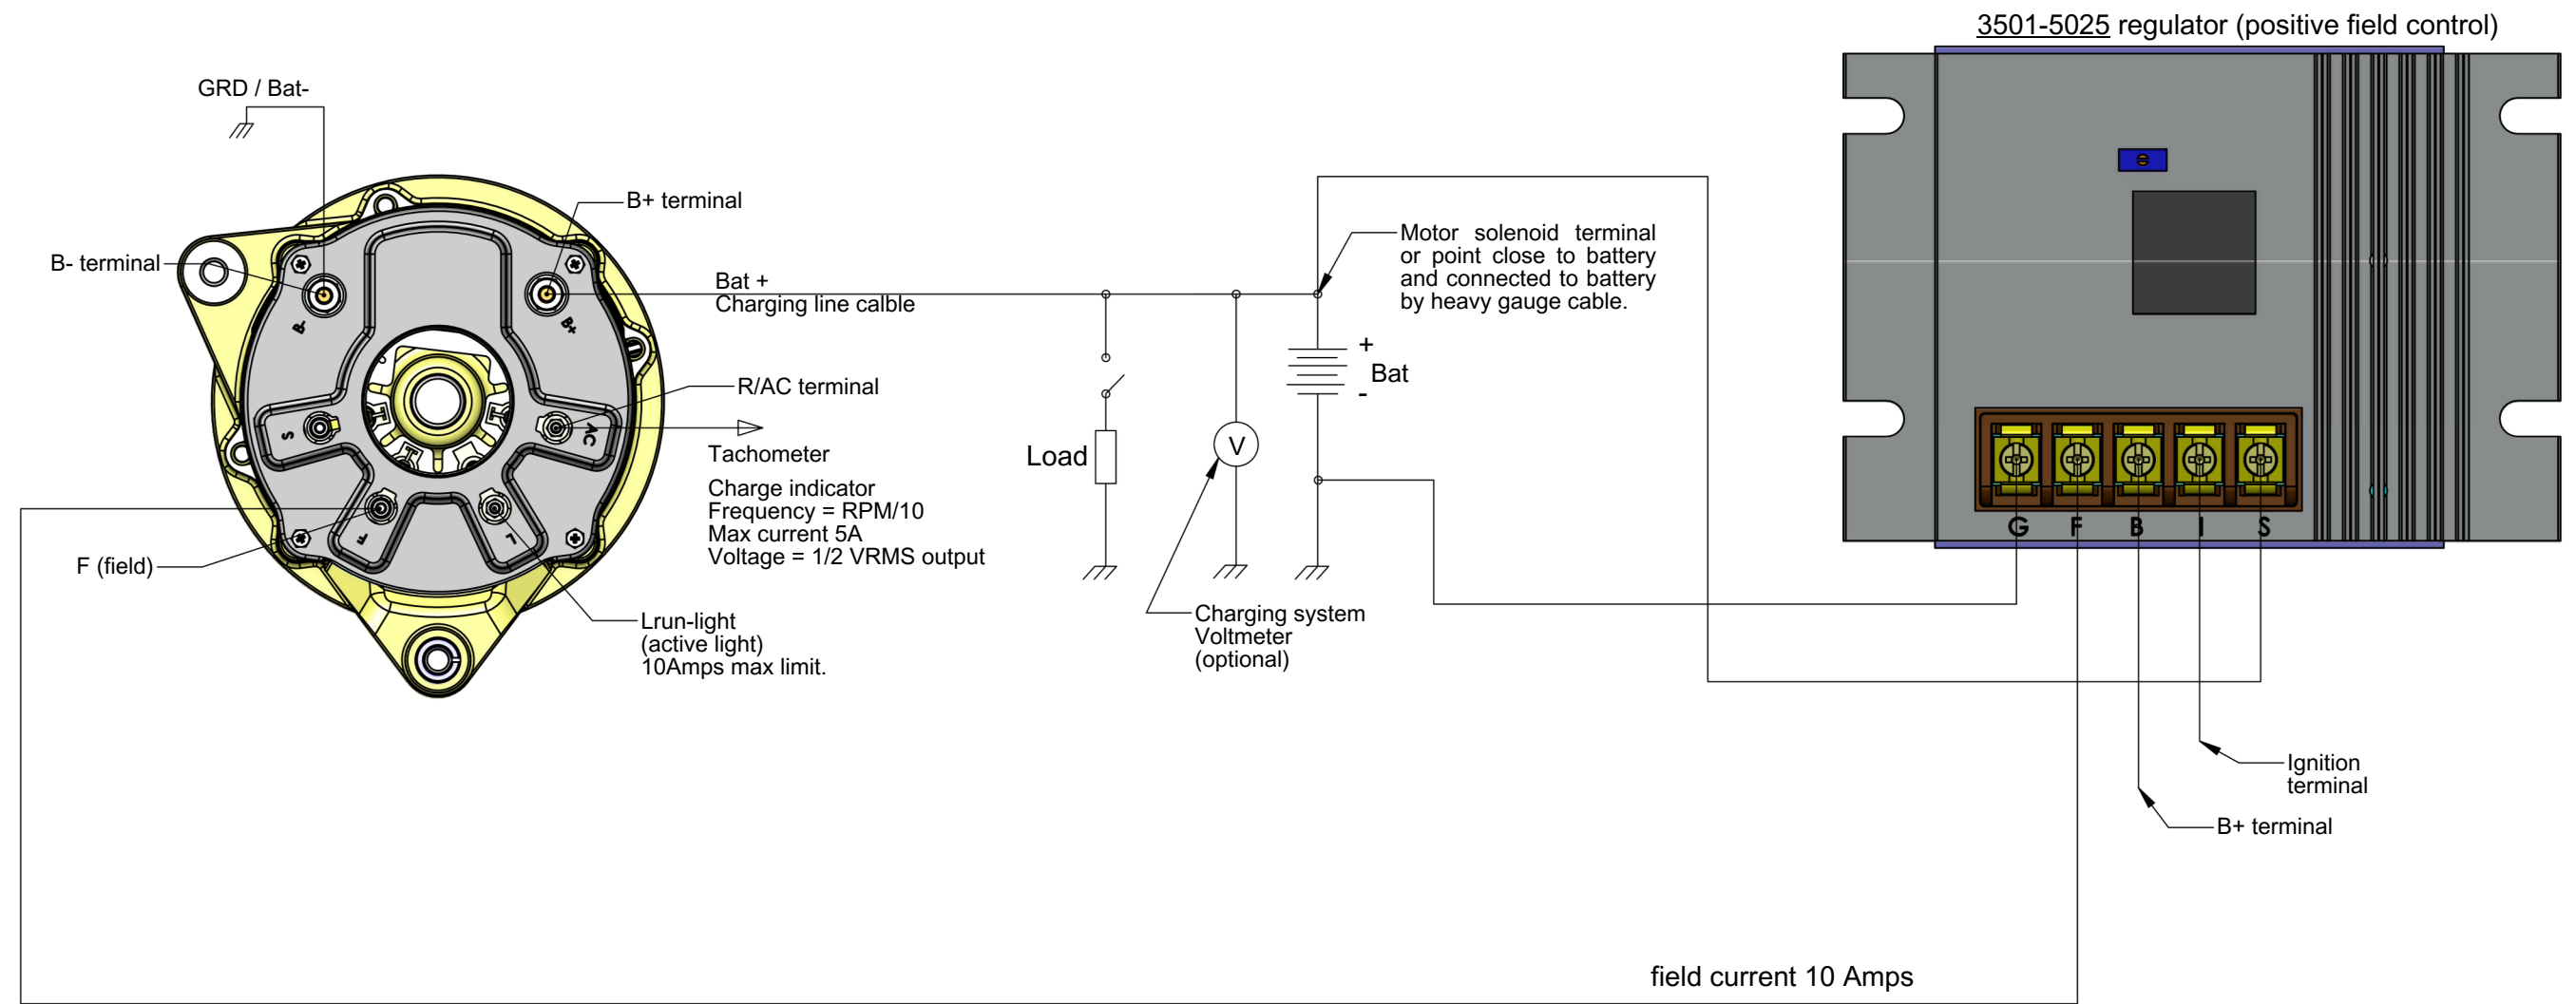 3501-5025 regulator (positive field control)
GRD / Bat-
B+ terminal
B- terminal
Bat +
Charging line calble
Motor solenoid terminal
or point close to battery
and connected to battery
by heavy gauge cable.
B-
B+
+
Bat
-
R/AC terminal
S
AC
Tachometer
Charge indicator
Frequency = RPM/10
Max current 5A
Voltage = 1/2 VRMS output
Load
V
F
L
G F B I S
F (field)
Lrun-light
(active light)
10Amps max limit.
Charging system
Voltmeter
(optional)
Ignition
terminal
B+ terminal
field current 10 Amps